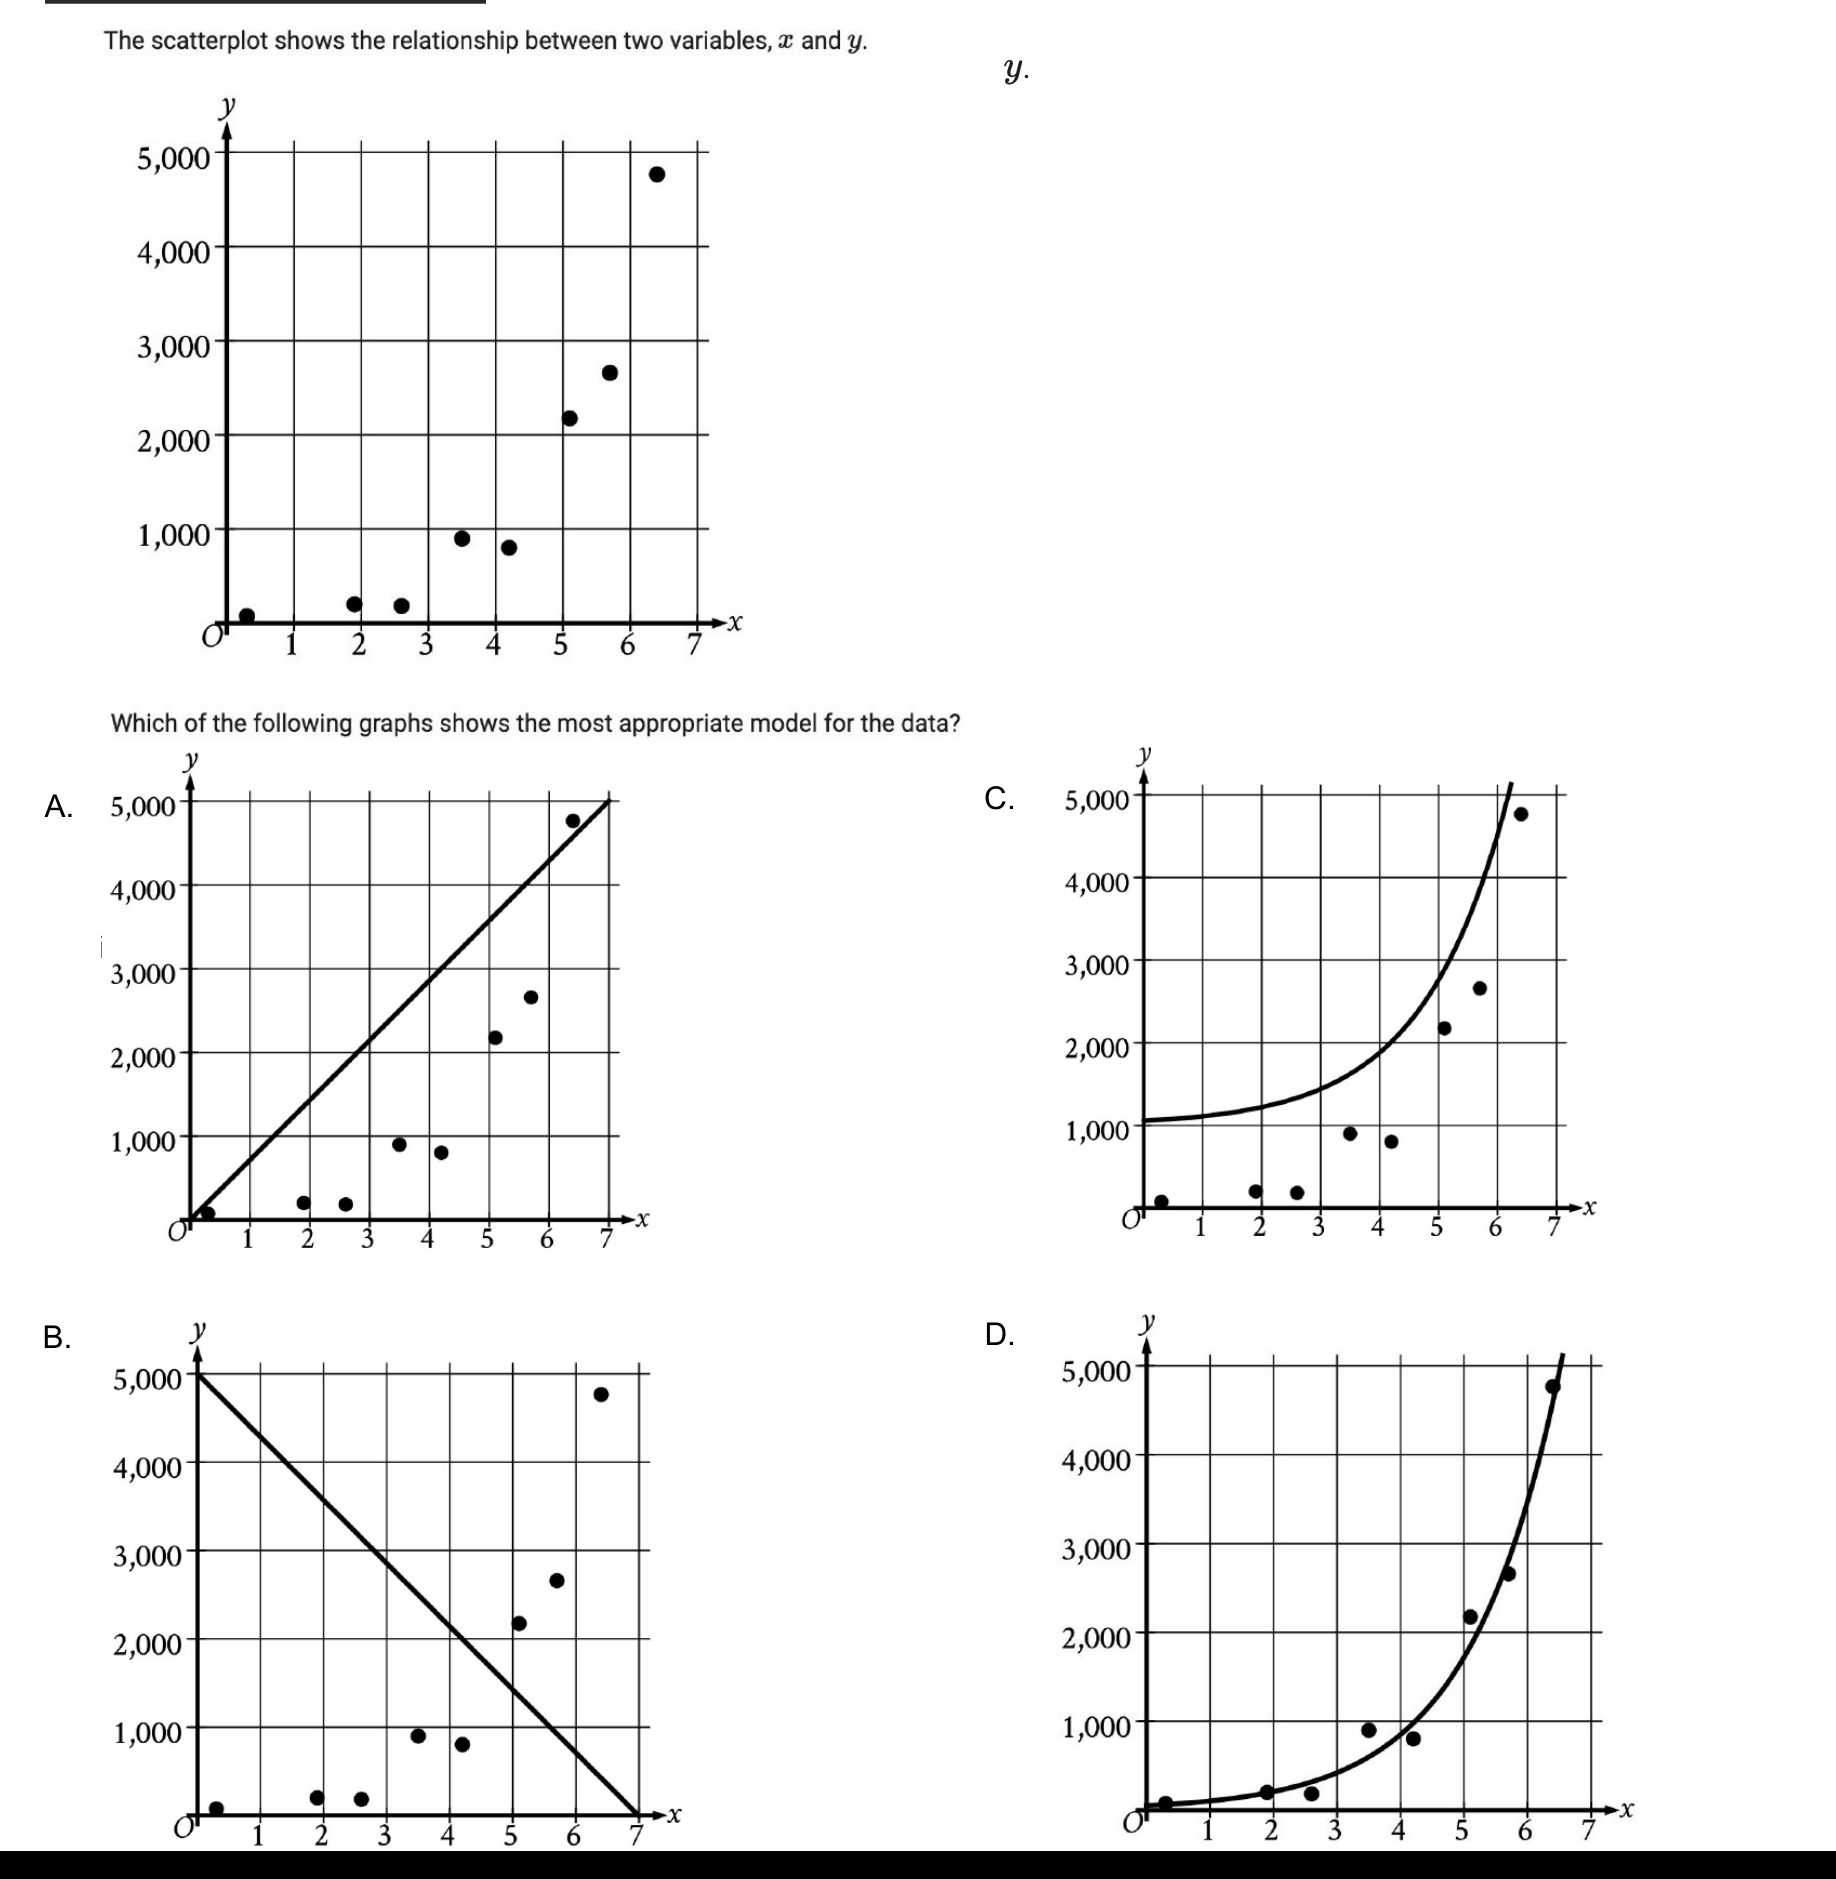 The scatterplot shows the relationship between two variables, x and y.
y.
y
5,000
4,000
3,000
2,000
1,000
O 1 2 3 4 5 6 7 x
Which of the following graphs shows the most appropriate model for the data?
A.
y
5,000
4,000
3,000
2,000
1,000
O 1 2 3 4 5 6 7 x
B.
y
5,000
4,000
3,000
2,000
1,000
O 1 2 3 4 5 6 7 x
C.
y
5,000
4,000
3,000
2,000
1,000
O 1 2 3 4 5 6 7 x
D.
y
5,000
4,000
3,000
2,000
1,000
O 1 2 3 4 5 6 7 x